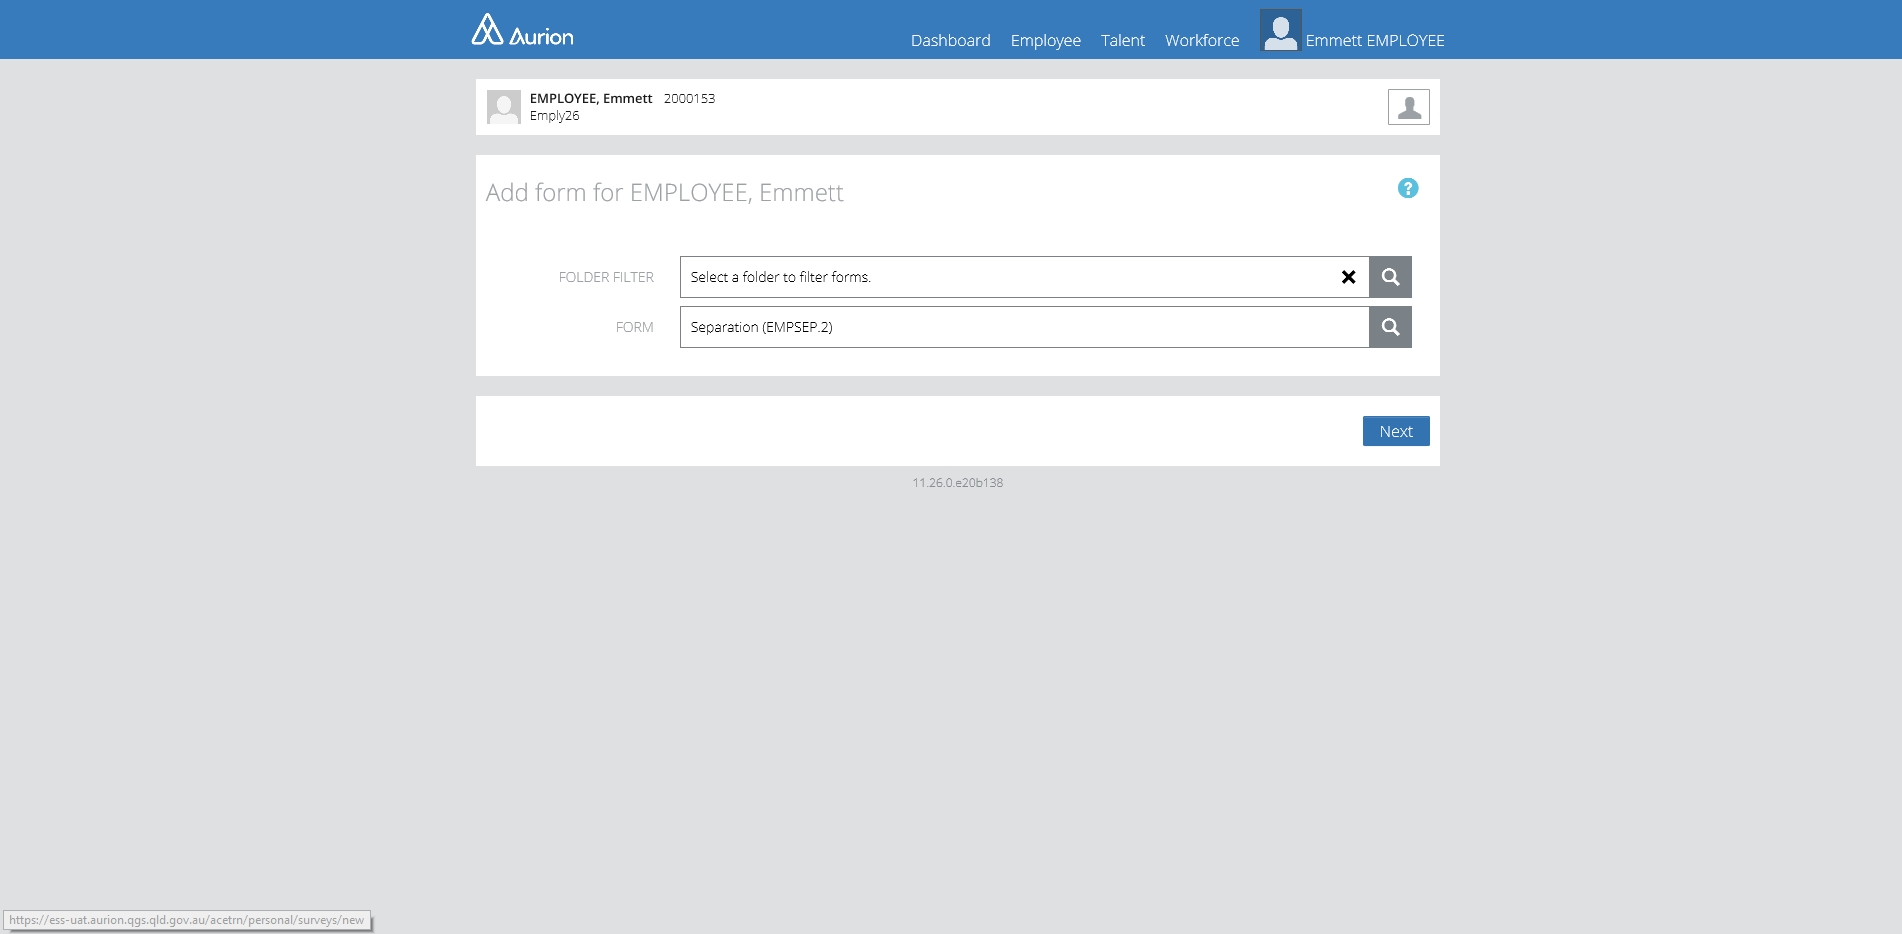 Aurion
Dashboard Employee Talent Workforce Emmett EMPLOYEE
EMPLOYEE, Emmett 2000153
Emply26
Add form for EMPLOYEE, Emmett
?
FOLDER FILTER Select a folder to filter forms.
FORM Separation (EMPSEP.2)
Next
11.26.0.e20b138
https://ess-uat.aurion.qgs.qld.gov.au/acetrn/personal/surveys/new